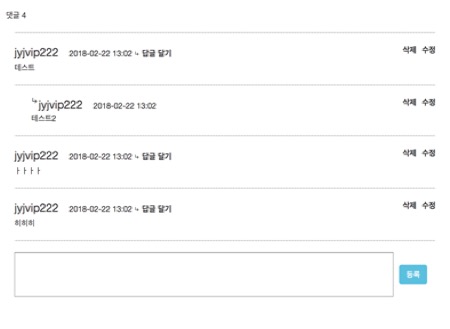 댓글 4
jyjvip222 2018-02-22 13:02 ↳ 답글 달기 삭제 수정
테스트
↳jyjvip222 2018-02-22 13:02 삭제 수정
테스트2
jyjvip222 2018-02-22 13:02 ↳ 답글 달기 삭제 수정
ㅏㅏㅏㅏ
jyjvip222 2018-02-22 13:02 ↳ 답글 달기 삭제 수정
히히히
등록